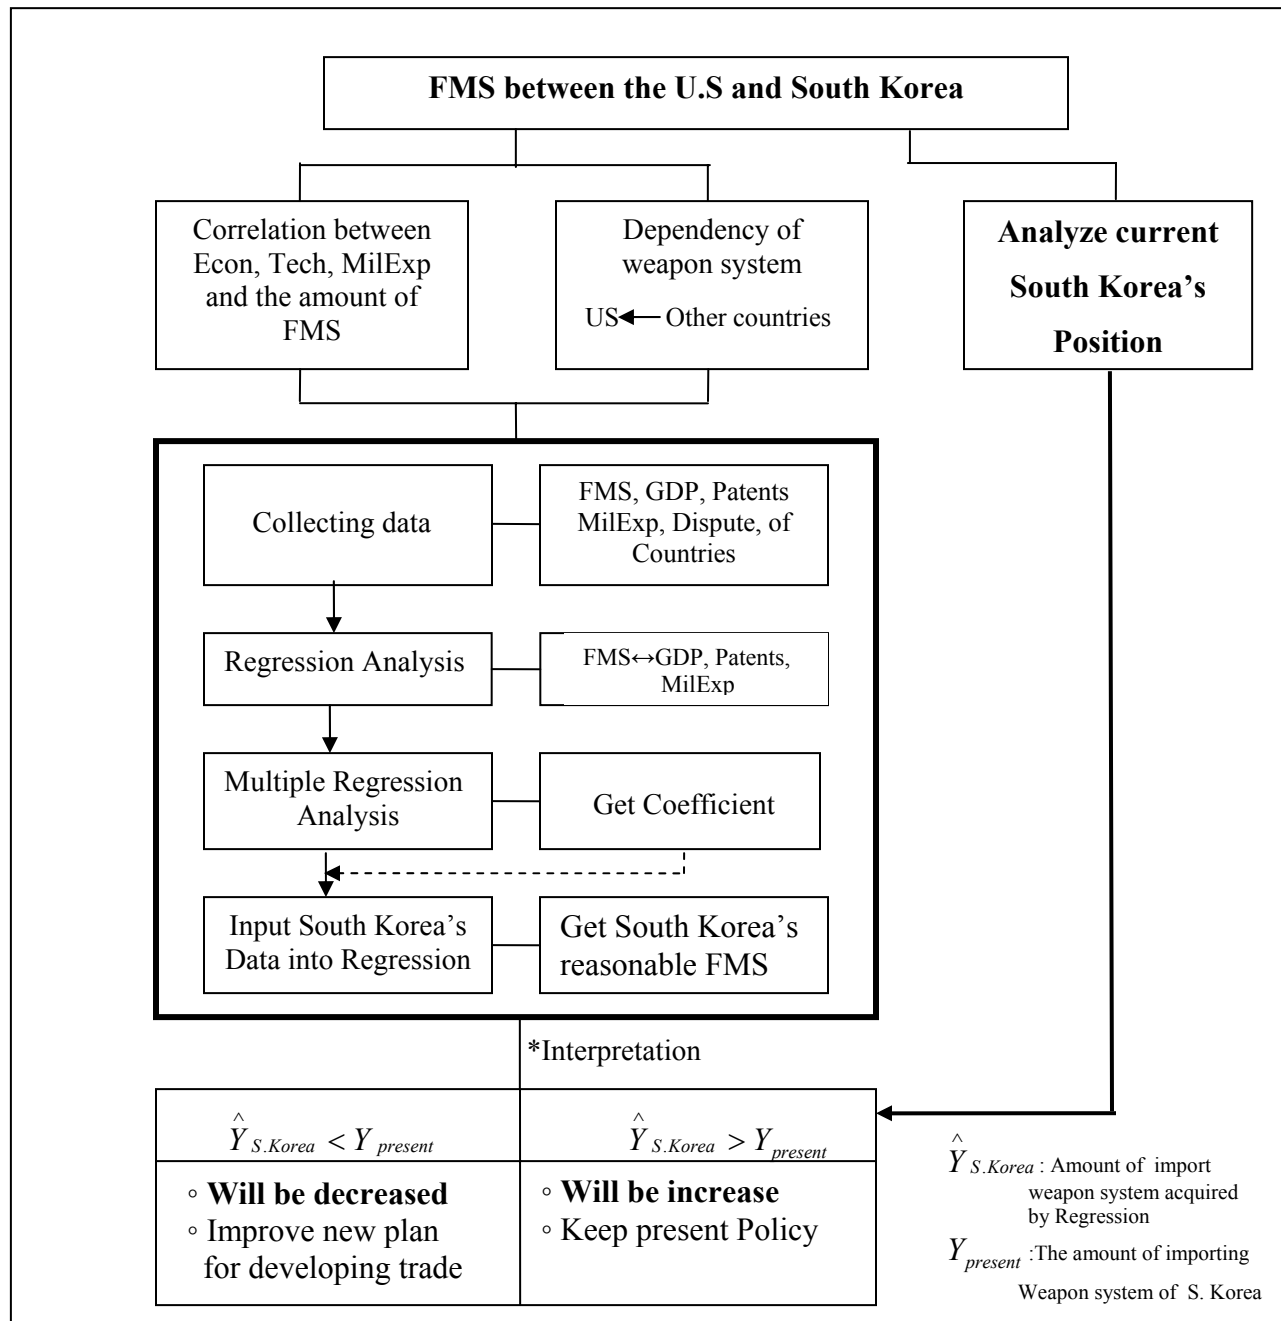 FMS between the U.S and South Korea
Correlation between
Econ, Tech, MilExp
and the amount of
FMS
Dependency of
weapon system
US Other countries
Analyze current
South Korea’s
Position
Collecting data
FMS, GDP, Patents
MilExp, Dispute, of
Countries
Regression Analysis
FMS↔GDP, Patents,
MilExp
Multiple Regression
Analysis
Get Coefficient
Input South Korea’s
Data into Regression
Get South Korea’s
reasonable FMS
*Interpretation
Ŷ S.Korea < Y present
Ŷ S.Korea > Y present
◦ Will be decreased
◦ Improve new plan
for developing trade
◦ Will be increase
◦ Keep present Policy
Ŷ S.Korea : Amount of import
weapon system acquired
by Regression
Y present :The amount of importing
Weapon system of S. Korea